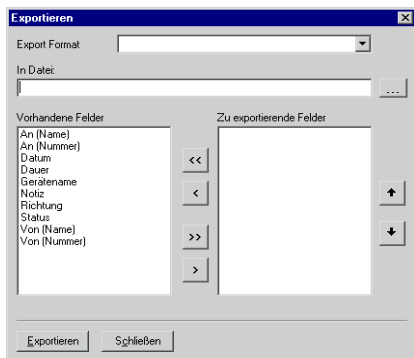 Exportieren
Export Format
In Datei:
...
Vorhandene Felder
Zu exportierende Felder
An (Name)
An (Nummer)
Datum
Dauer
Gerätename
Notiz
Richtung
Status
Von (Name)
Von (Nummer)
<<
<
>>
>
Exportieren
Schließen